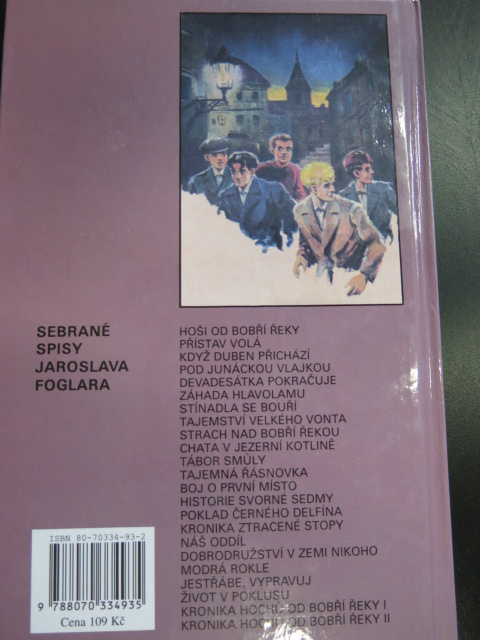 SEBRANÉ
SPISY
JAROSLAVA
FOGLARA
HOŠI OD BOBŘÍ ŘEKY
PŘÍSTAV VOLÁ
KDYŽ DUBEN PŘICHÁZÍ
POD JUNÁCKOU VLAJKOU
DEVADESÁTKA POKRAČUJE
ZÁHADA HLAVOLAMU
STÍNADLA SE BOUŘÍ
TAJEMSTVÍ VELKÉHO VONTA
STRACH NAD BOBŘÍ ŘEKOU
CHATA V JEZERNÍ KOTLINĚ
TÁBOR SMŮLY
TAJEMNÁ ŘÁSNOVKA
BOJ O PRVNÍ MÍSTO
HISTORIE SVORNÉ SEDMY
POKLAD ČERNÉHO DELFÍNA
KRONIKA ZTRACENÉ STOPY
NÁŠ ODDÍL
DOBRODRUŽSTVÍ V ZEMI NIKOHO
MODRÁ ROKLE
JESTŘÁBE, VYPRAVUJ
ŽIVOT V POKLUSU
KRONIKA HOCHŮ OD BOBŘÍ ŘEKY I
KRONIKA HOCHŮ OD BOBŘÍ ŘEKY II
ISBN 80-70334-93-2
9 788070 334935
Cena 109 Kč